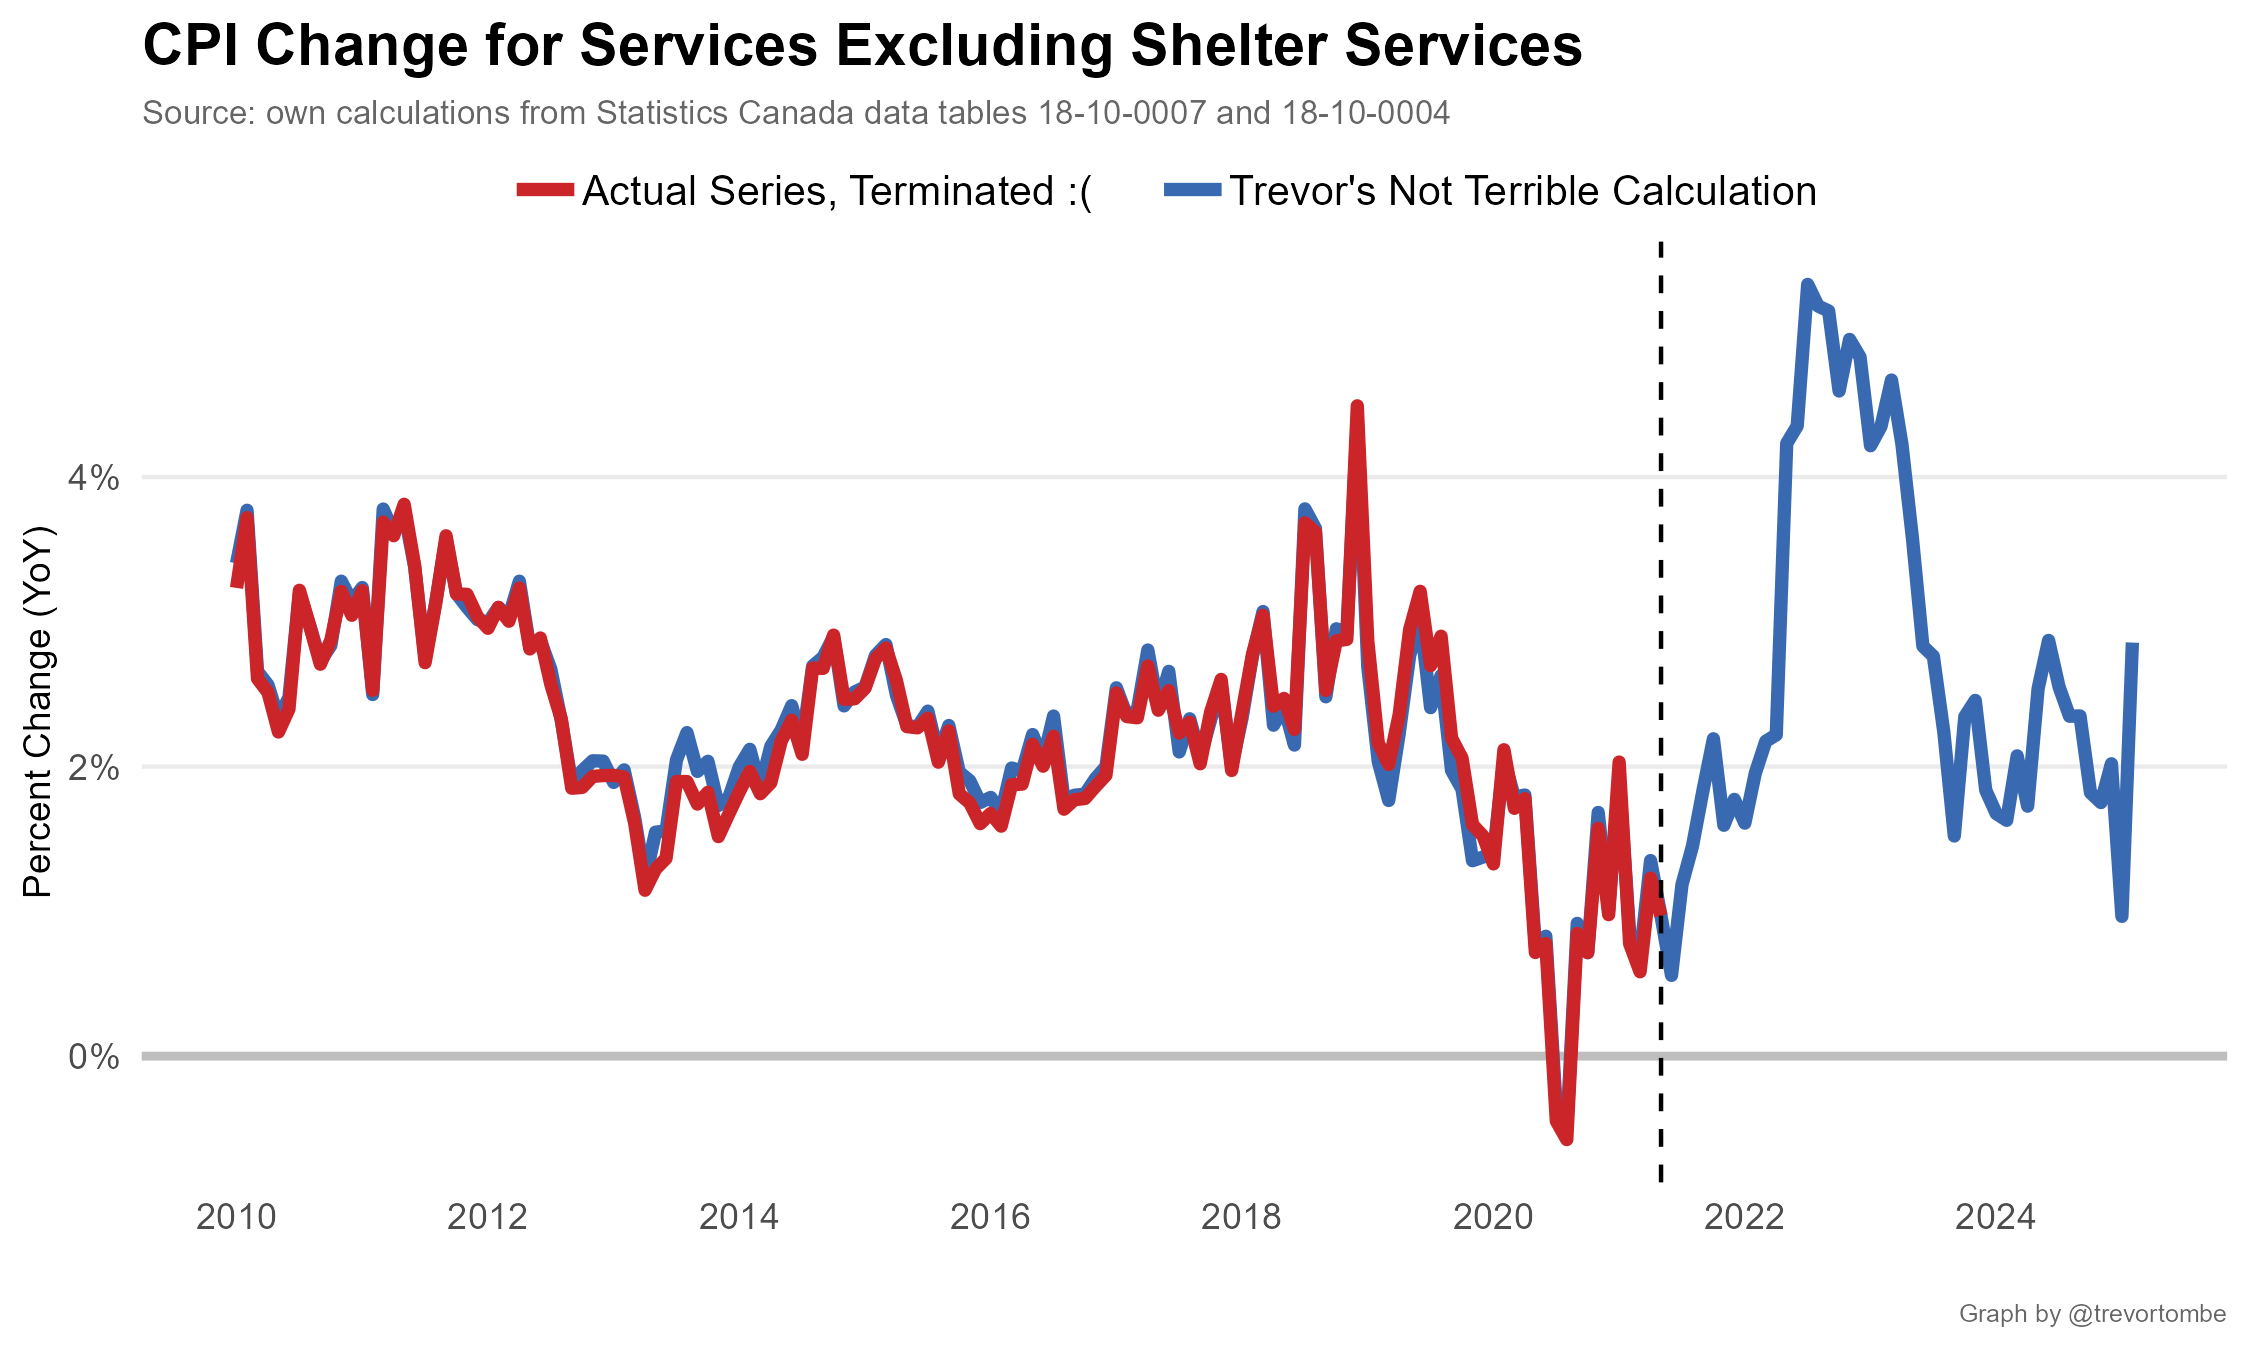 CPI Change for Services Excluding Shelter Services
Source: own calculations from Statistics Canada data tables 18-10-0007 and 18-10-0004
Actual Series, Terminated :(
Trevor's Not Terrible Calculation
Percent Change (YoY)
4%
2%
0%
2010 2012 2014 2016 2018 2020 2022 2024
Graph by @trevortombe